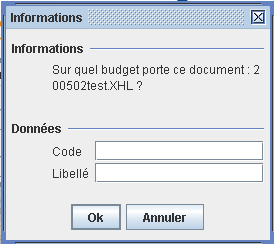 Informations
Informations
Sur quel budget porte ce document : 2
00502test.XHL ?
Données
Code
Libellé
Ok
Annuler